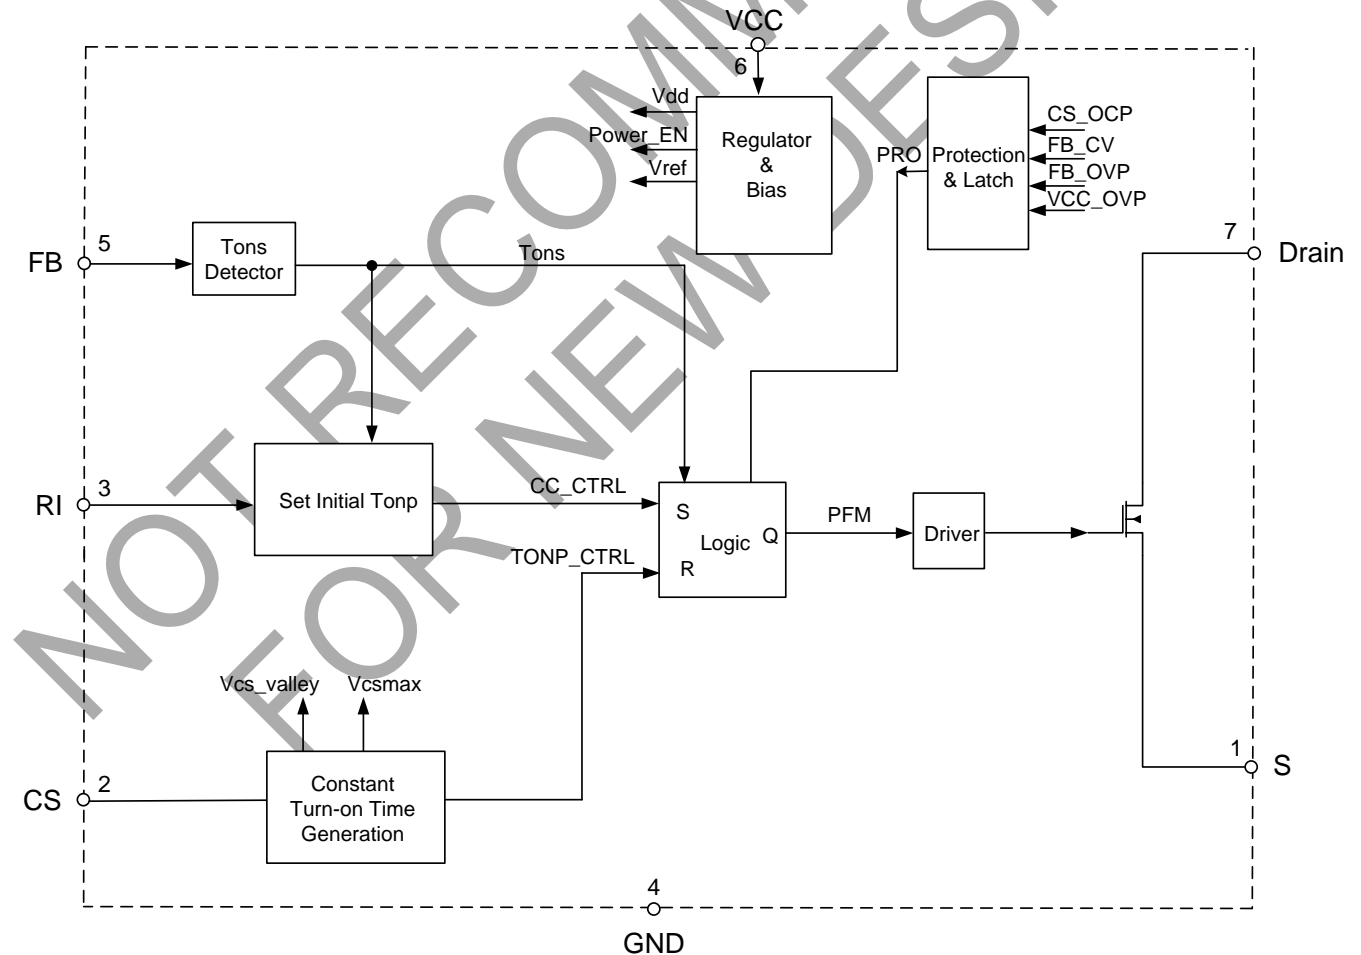 NOT RECOMM
FOR NEW DES
VCC
6
Vdd
Power_EN
Vref
Regulator
&
Bias
PRO
Protection
& Latch
CS_OCP
FB_CV
FB_OVP
VCC_OVP
7
Drain
FB
5
Tons
Detector
Tons
RI
3
Set Initial Tonp
CC_CTRL
TONP_CTRL
S
R
Logic
Q
PFM
Driver
Vcs_valley
Vcsmax
CS
2
Constant
Turn-on Time
Generation
1
S
4
GND